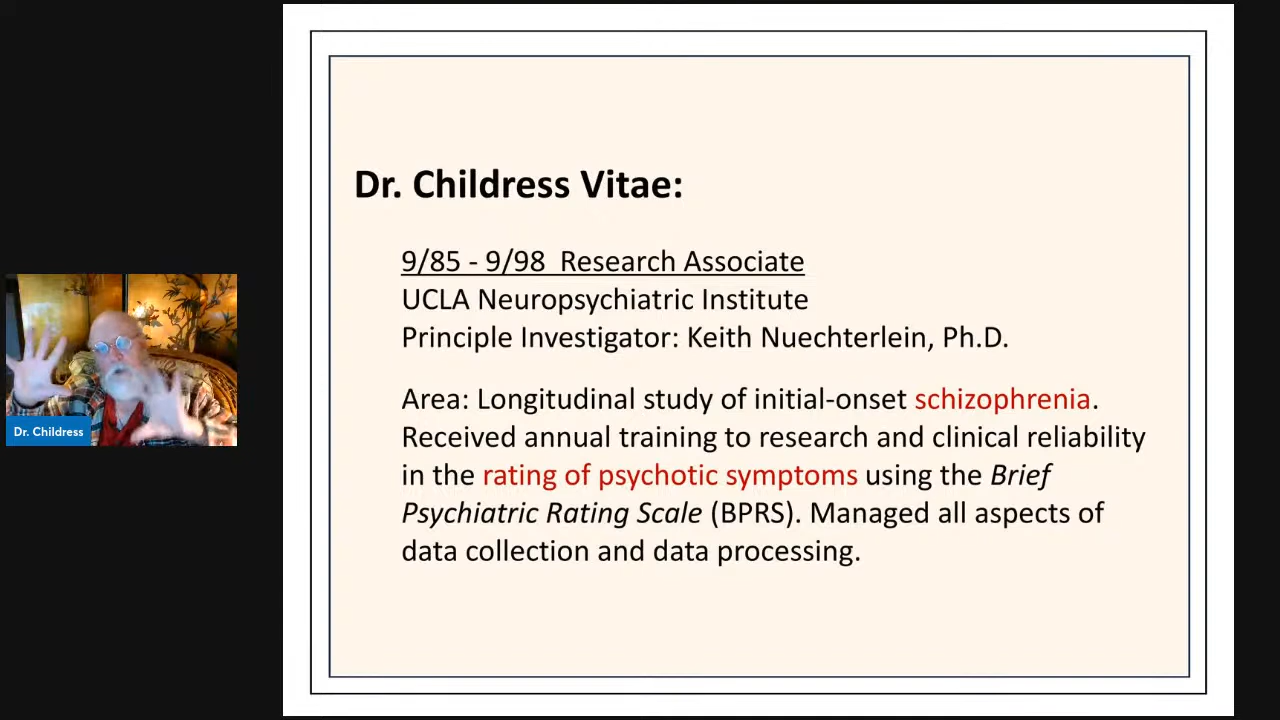 Dr. Childress Vitae:
9/85 - 9/98 Research Associate
UCLA Neuropsychiatric Institute
Principle Investigator: Keith Nuechterlein, Ph.D.
Area: Longitudinal study of initial-onset schizophrenia.
Received annual training to research and clinical reliability
in the rating of psychotic symptoms using the Brief
Psychiatric Rating Scale (BPRS). Managed all aspects of
data collection and data processing.
Dr. Childress